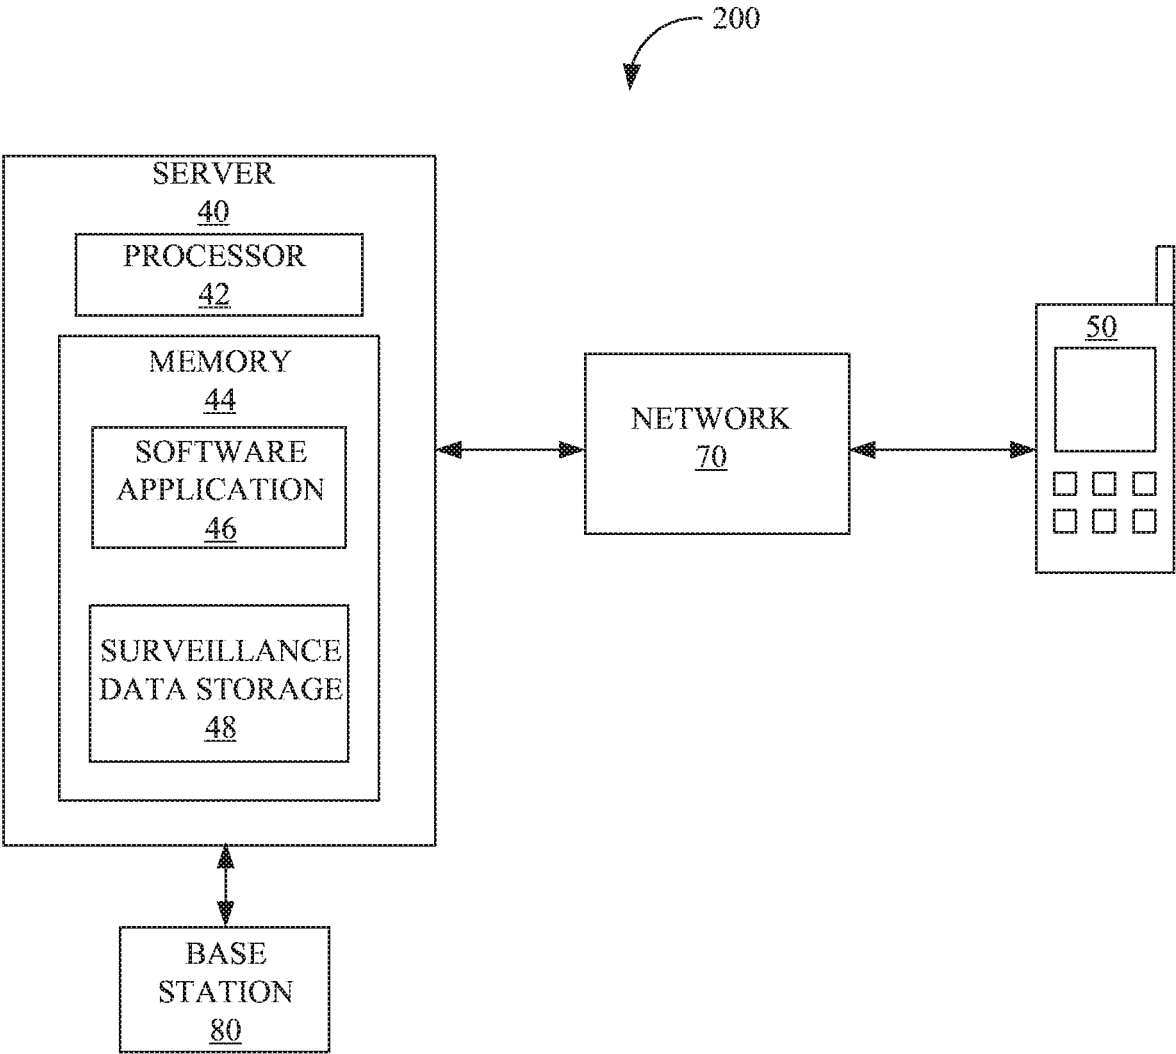 200
SERVER
40
PROCESSOR
42
MEMORY
44
SOFTWARE
APPLICATION
46
SURVEILLANCE
DATA STORAGE
48
NETWORK
70
50
BASE
STATION
80